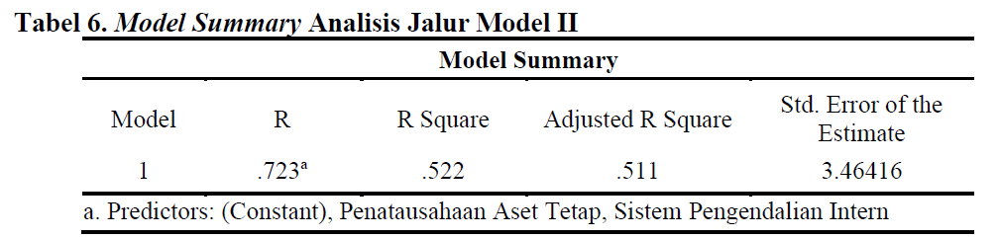 Tabel 6. Model Summary Analisis Jalur Model II
Model Summary
Model R R Square Adjusted R Square Std. Error of the
Estimate
1 .723a .522 .511 3.46416
a. Predictors: (Constant), Penatausahaan Aset Tetap, Sistem Pengendalian Intern